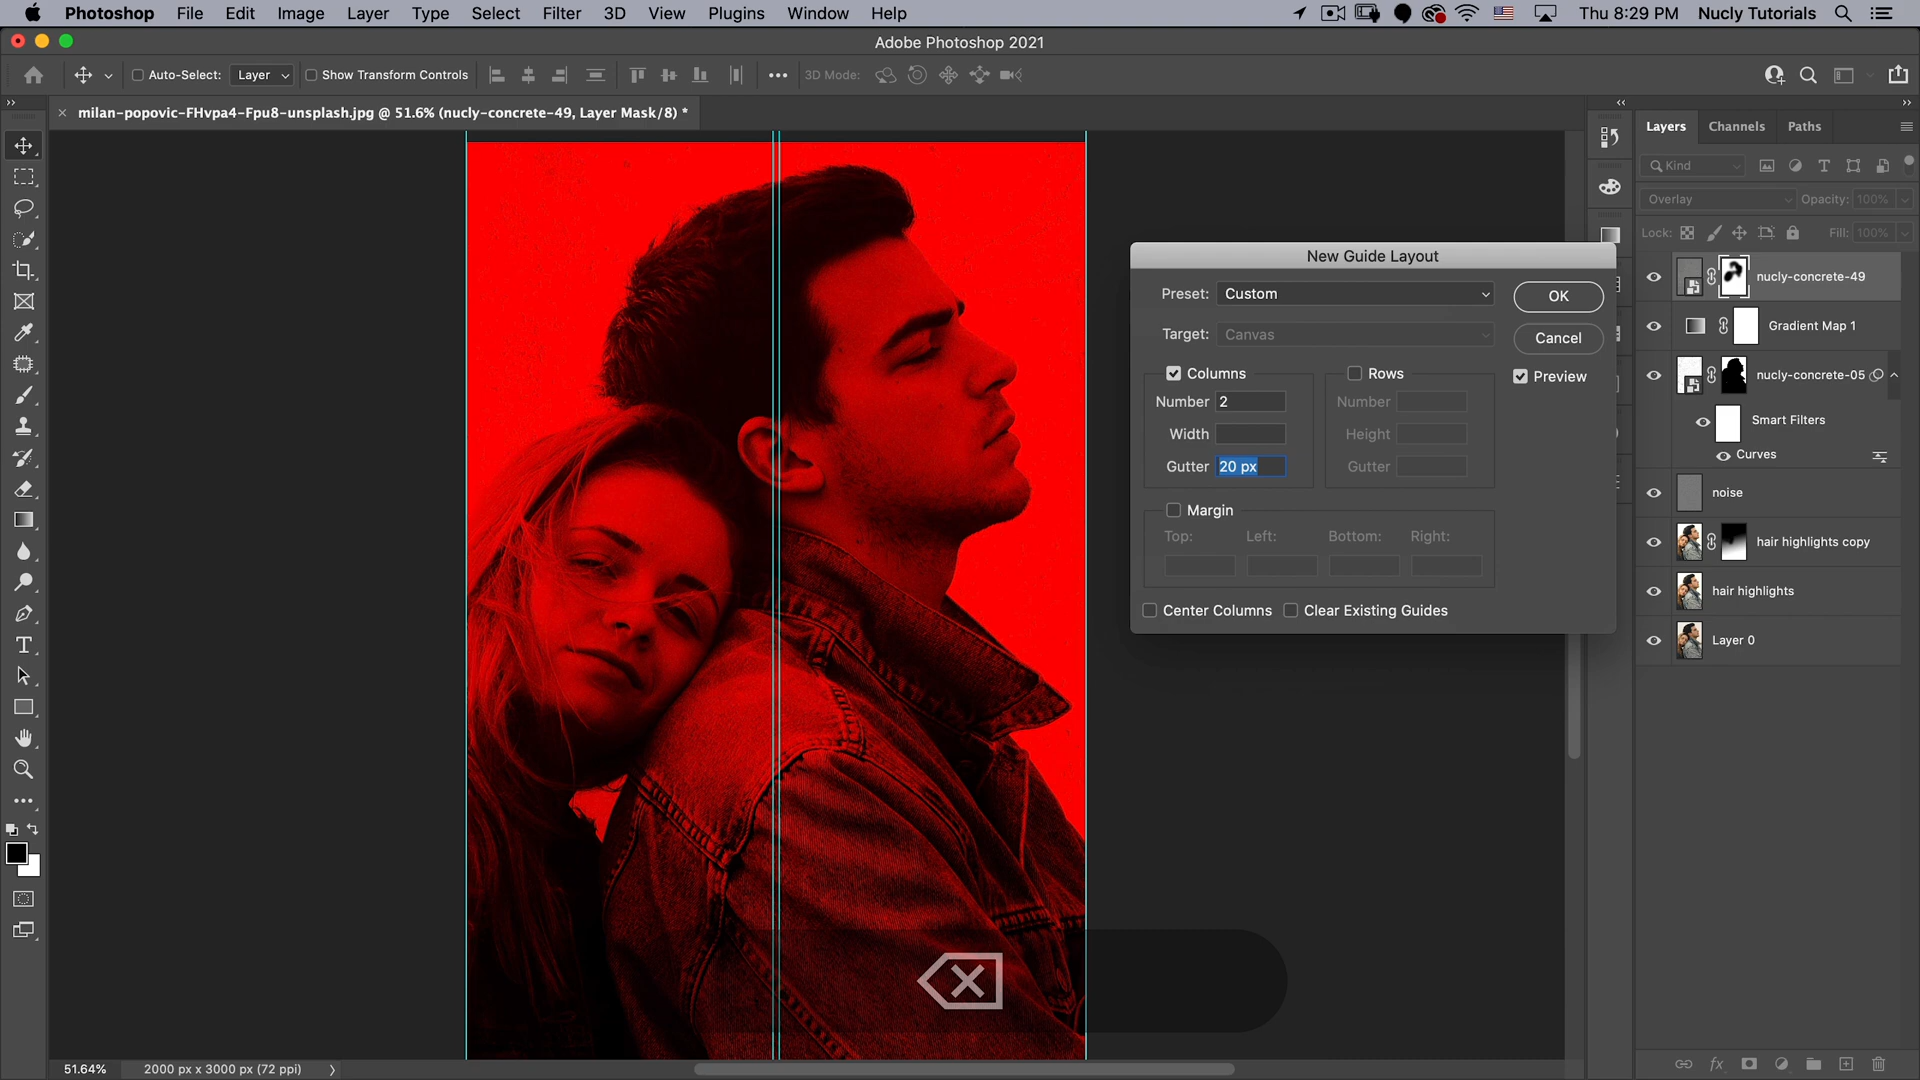 Photoshop File Edit Image Layer Type Select Filter 3D View Plugins Window Help Thu 8:29 PM Nucly Tutorials
Adobe Photoshop 2021
Auto-Select: Layer Show Transform Controls 3D Mode:
milan-popovic-FHvpa4-Fpu8-unsplash.jpg @ 51.6% (nucly-concrete-49, Layer Mask/8) *
Layers Channels Paths
Kind
Overlay Opacity: 100%
Lock: Fill: 100%
nucly-concrete-49
Gradient Map 1
nucly-concrete-05
Smart Filters
Curves
noise
hair highlights copy
hair highlights
Layer 0
New Guide Layout
Preset: Custom OK
Target: Canvas Cancel
Columns Rows Preview
Number 2 Number
Width Height
Gutter 20 px Gutter
Margin
Top: Left: Bottom: Right:
Center Columns Clear Existing Guides
51.64% 2000 px x 3000 px (72 ppi)